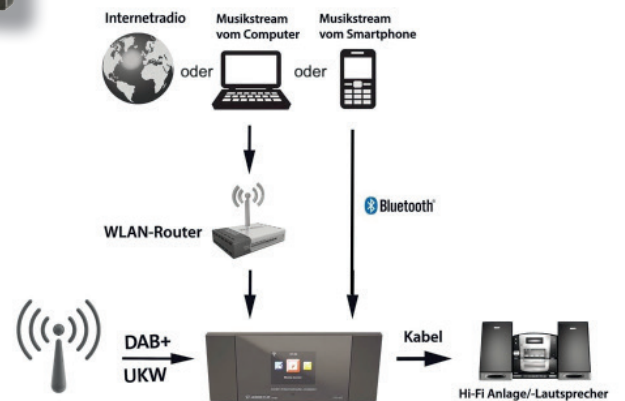 Internetradio
Musikstream
vom Computer
Musikstream
vom Smartphone
oder
oder
Bluetooth®
WLAN-Router
DAB+
UKW
Kabel
Hi-Fi Anlage/-Lautsprecher